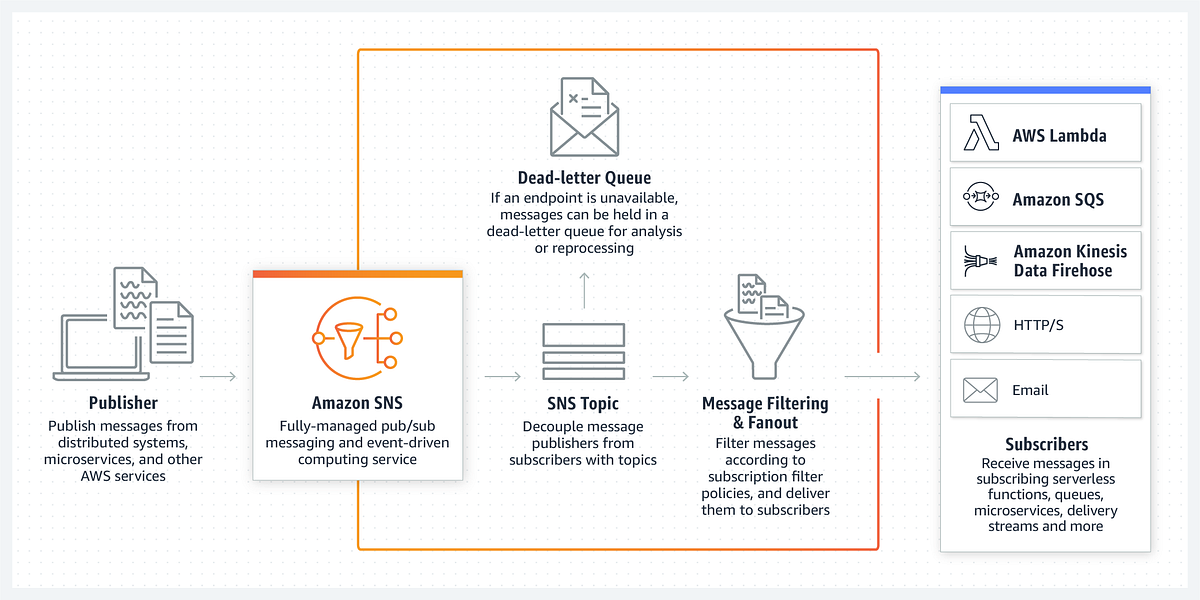 Publisher
Publish messages from
distributed systems,
microservices, and other
AWS services
Amazon SNS
Fully-managed pub/sub
messaging and event-driven
computing service
Dead-letter Queue
If an endpoint is unavailable,
messages can be held in a
dead-letter queue for analysis
or reprocessing
SNS Topic
Decouple message
publishers from
subscribers with topics
Message Filtering
& Fanout
Filter messages
according to
subscription filter
policies, and deliver
them to subscribers
AWS Lambda
Amazon SQS
Amazon Kinesis
Data Firehose
HTTP/S
Email
Subscribers
Receive messages in
subscribing serverless
functions, queues,
microservices, delivery
streams and more